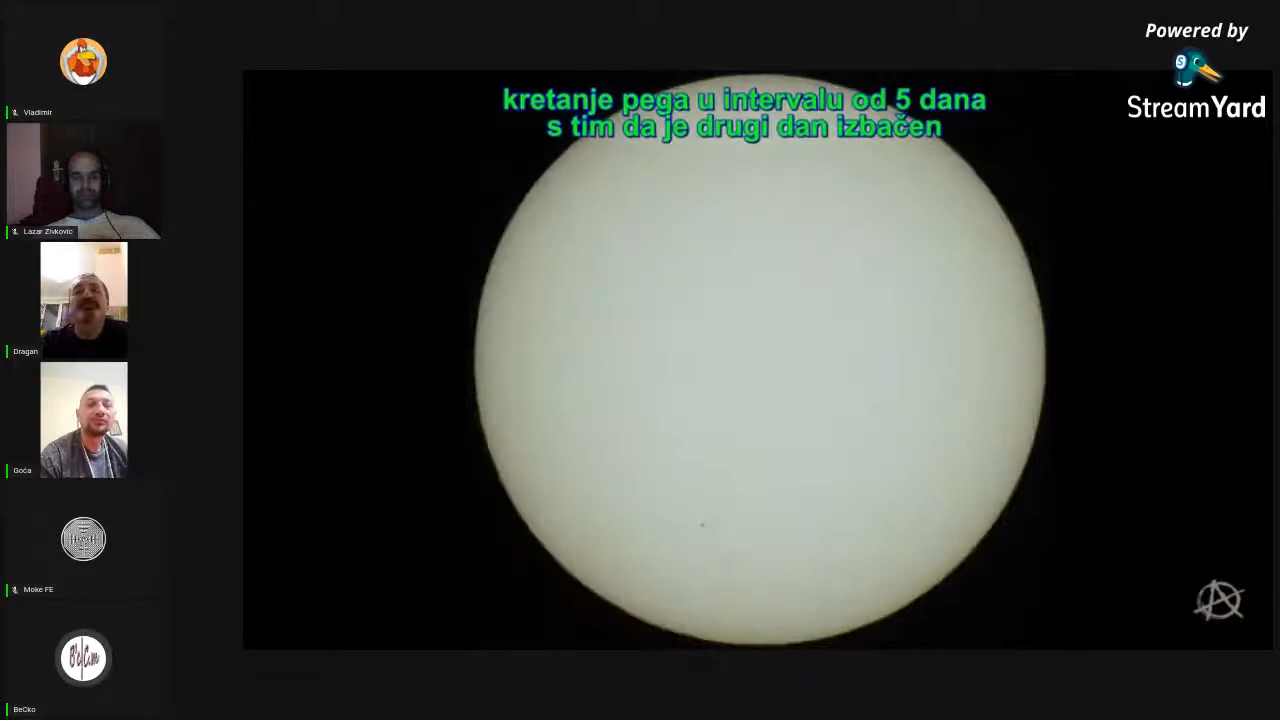 Powered by
StreamYard
kretanje pega u intervalu od 5 dana
s tim da je drugi dan izbačen
Vladimir
Lazar Zivkovic
Dragan
Goća
Moke FE
BeCko